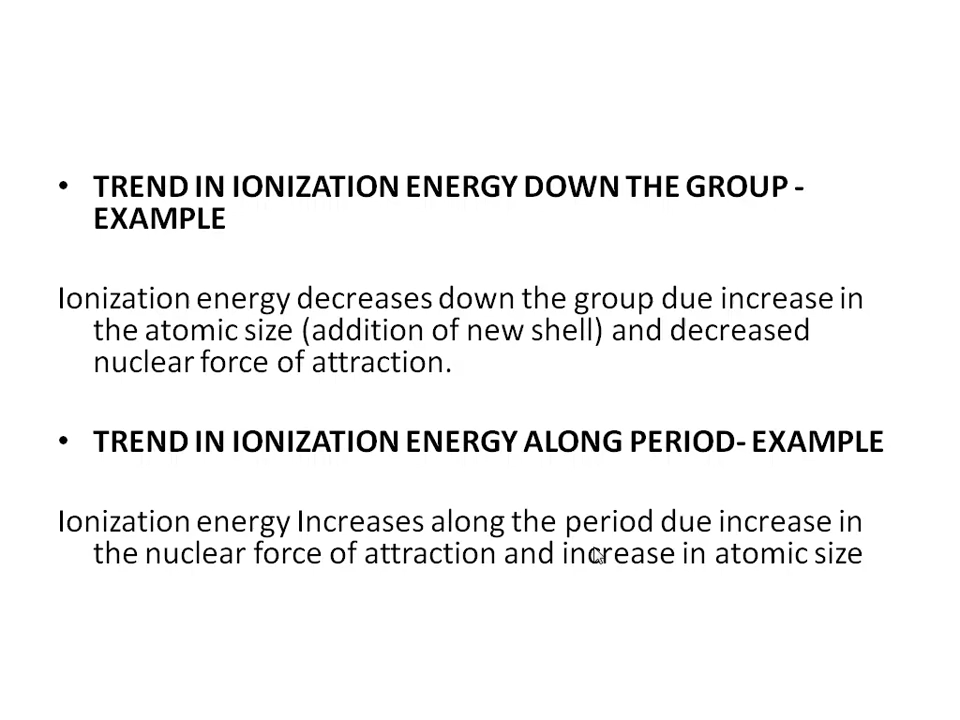 • TREND IN IONIZATION ENERGY DOWN THE GROUP -
EXAMPLE
Ionization energy decreases down the group due increase in
the atomic size (addition of new shell) and decreased
nuclear force of attraction.
• TREND IN IONIZATION ENERGY ALONG PERIOD- EXAMPLE
Ionization energy Increases along the period due increase in
the nuclear force of attraction and increase in atomic size